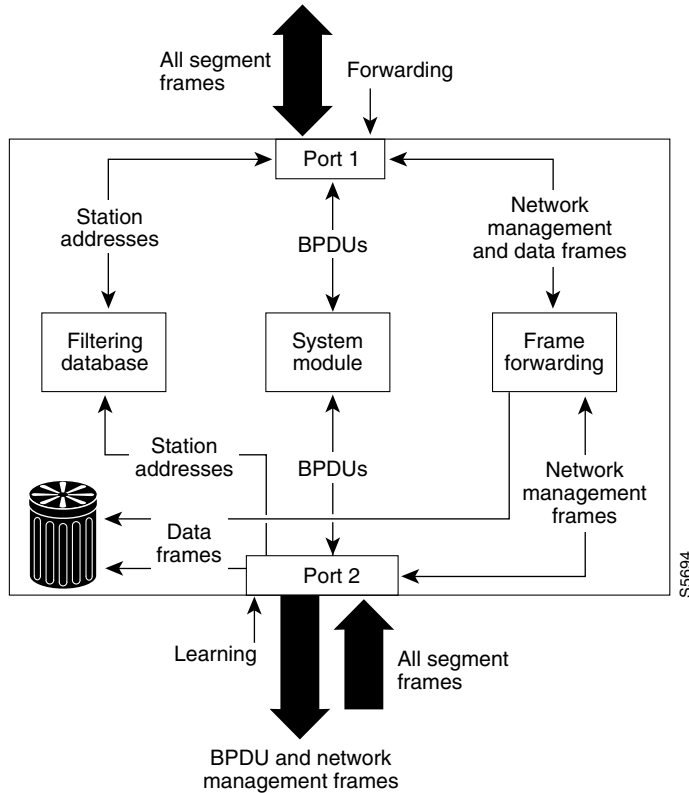 All segment
frames
Forwarding
Port 1
Station
addresses
BPDUs
Network
management
and data frames
Filtering
database
System
module
Frame
forwarding
Station
addresses
BPDUs
Network
management
frames
Data
frames
Port 2
S5694
Learning
All segment
frames
BPDU and network
management frames